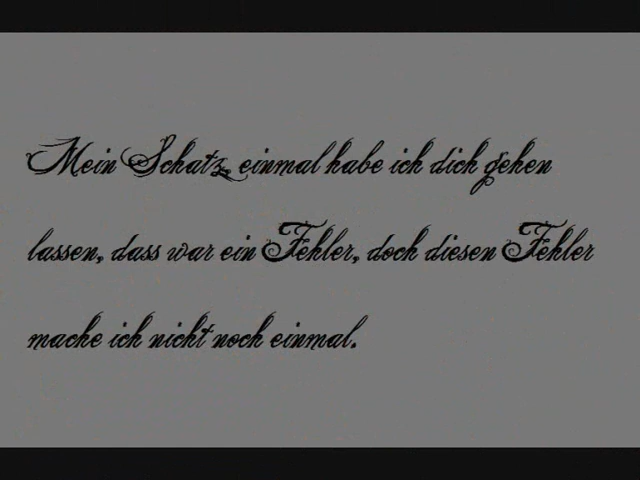 Mein Schatz, einmal habe ich dich gehen
lassen, dass war ein Fehler, doch diesen Fehler
mache ich nicht noch einmal.